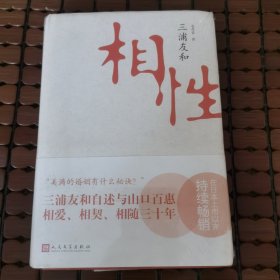 三浦友和
相性
“美满的婚姻有什么秘诀？”
三浦友和自述与山口百惠
相爱、相契、相随三十年
持续畅销
人民文学出版社